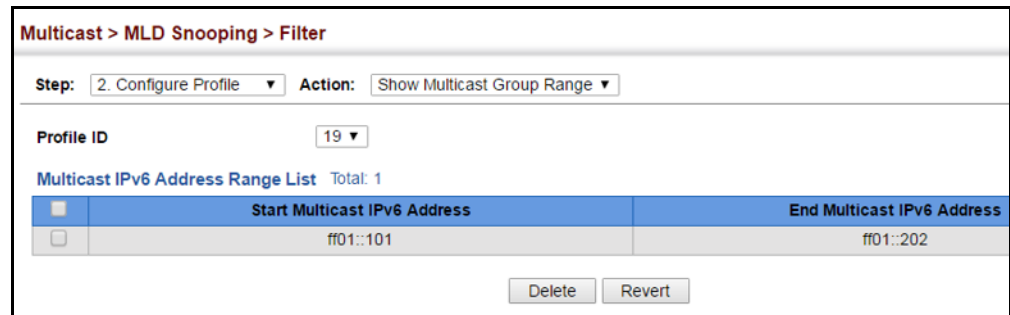 Multicast > MLD Snooping > Filter
Step: 2. Configure Profile Action: Show Multicast Group Range
Profile ID 19
Multicast IPv6 Address Range List Total: 1
Start Multicast IPv6 Address End Multicast IPv6 Address
ff01::101 ff01::202
Delete Revert